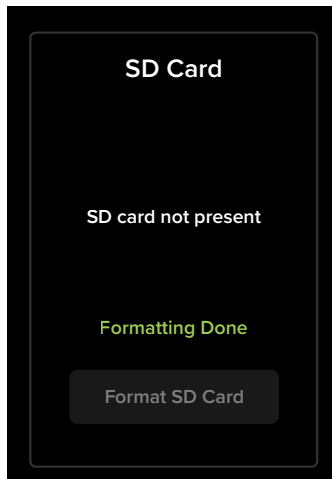 SD Card
SD card not present
Formatting Done
Format SD Card